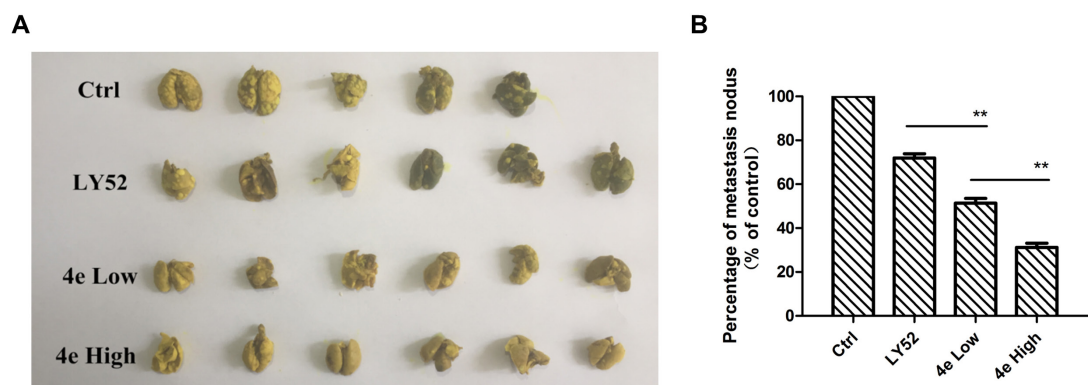 A
Ctrl
LY52
4e Low
4e High
B
Percentage of metastasis nodus
(% of control)
100
80
60
40
20
0
**
**
Ctrl
LY52
4e Low
4e High